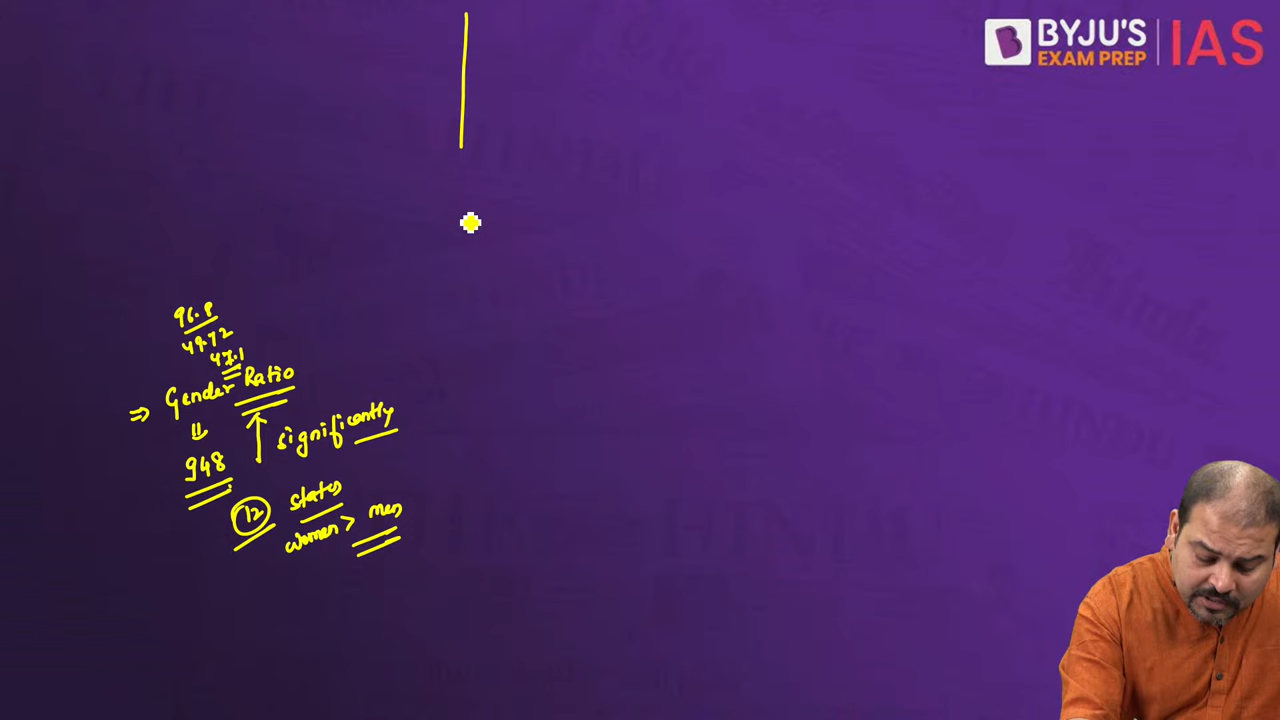 BYJU'S
EXAM PREP
IAS
96.8
49.72
47.1
⇒ Gender Ratio
significantly
948
12 states
women > men